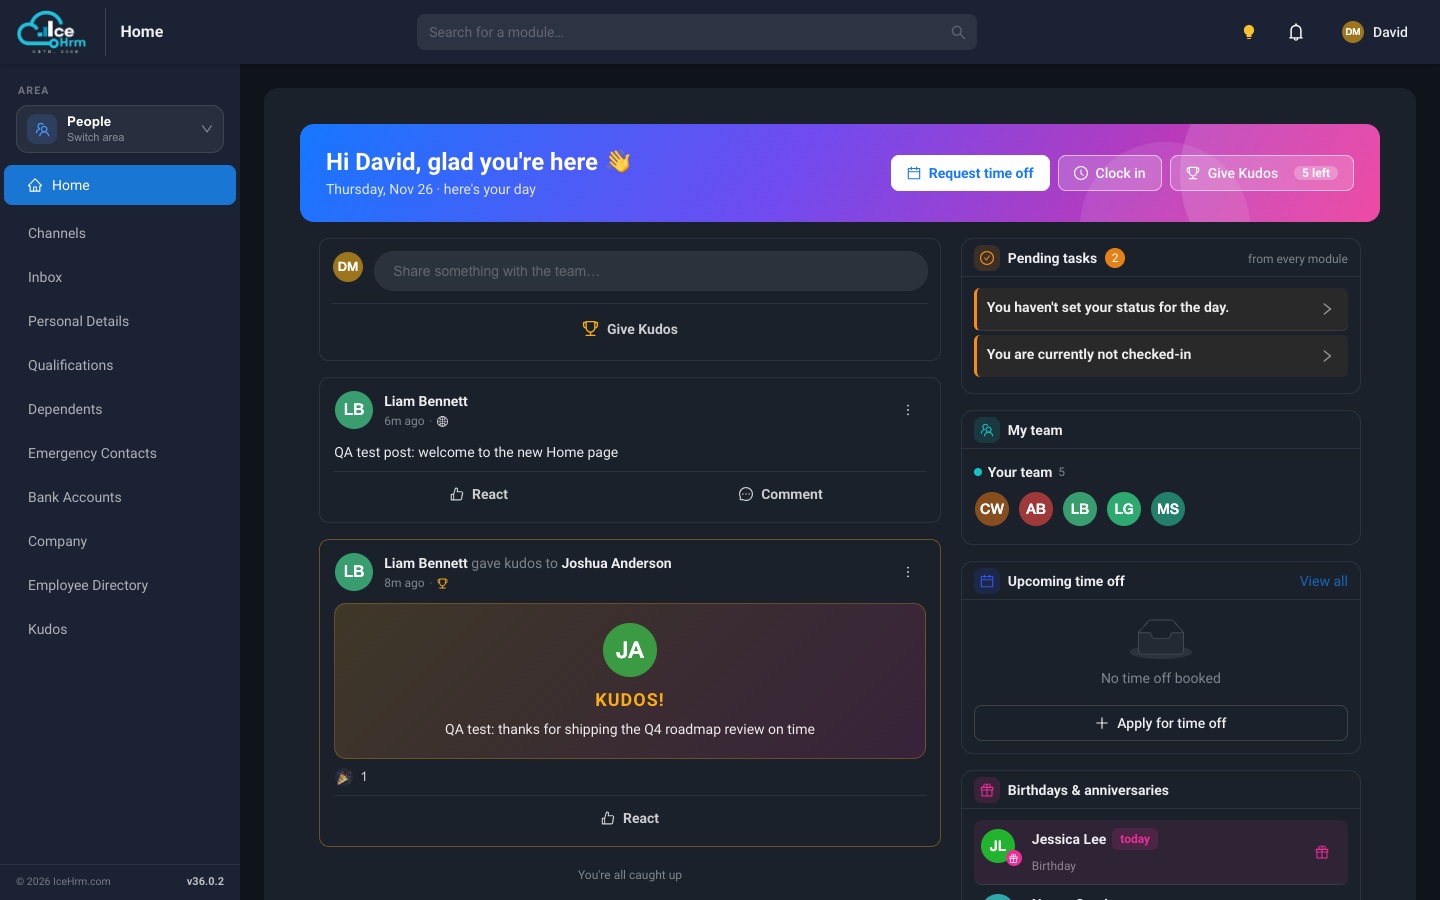 Ice
Hrm
ESTD. 2008
Home
Search for a module...
DM
David
AREA
People
Switch area
Home
Channels
Inbox
Personal Details
Qualifications
Dependents
Emergency Contacts
Bank Accounts
Company
Employee Directory
Kudos
© 2026 IceHrm.com
v36.0.2
Hi David, glad you're here 👋
Thursday, Nov 26 · here's your day
Request time off
Clock in
Give Kudos
5 left
DM
Share something with the team...
Give Kudos
LB
Liam Bennett
6m ago ·
QA test post: welcome to the new Home page
React
Comment
LB
Liam Bennett gave kudos to Joshua Anderson
8m ago ·
JA
KUDOS!
QA test: thanks for shipping the Q4 roadmap review on time
🎉 1
React
You're all caught up
Pending tasks 2
from every module
You haven't set your status for the day.
You are currently not checked-in
My team
Your team 5
CW AB LB LG MS
Upcoming time off
View all
No time off booked
Apply for time off
Birthdays & anniversaries
JL
Jessica Lee today
Birthday